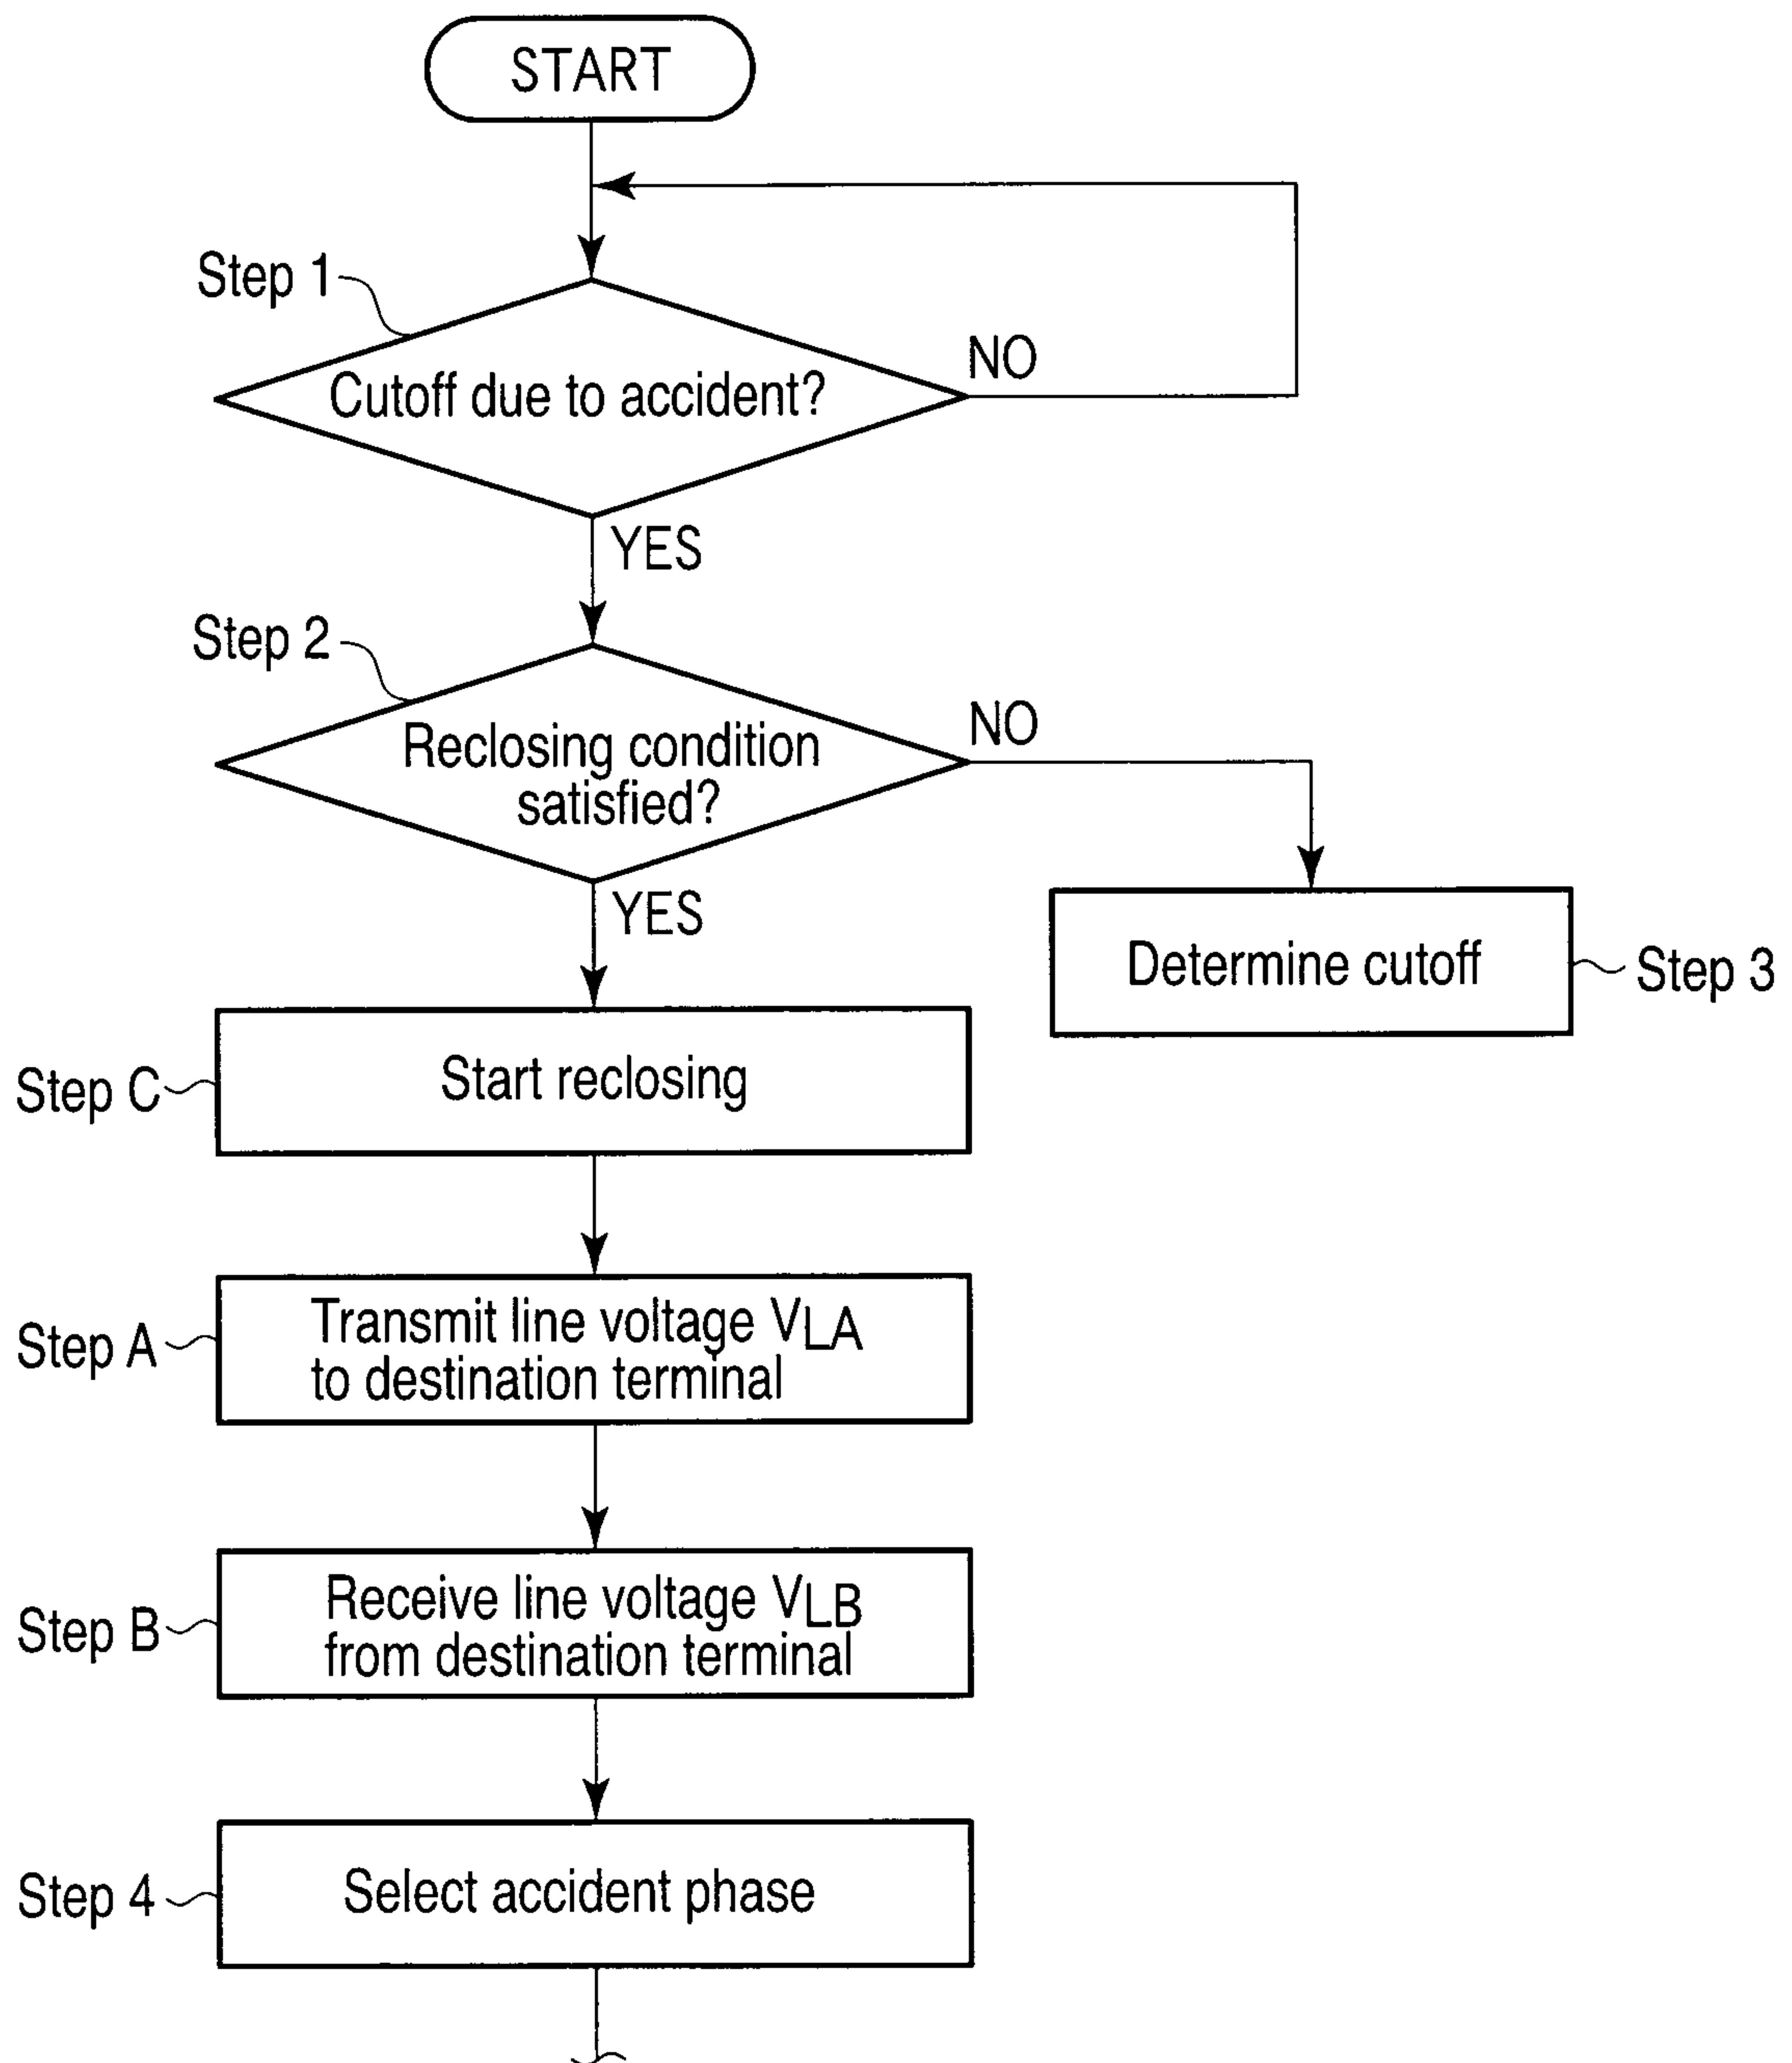 START
Step 1
Cutoff due to accident?
NO
YES
Step 2
Reclosing condition
satisfied?
NO
YES
Determine cutoff
Step 3
Step C
Start reclosing
Step A
Transmit line voltage VLA
to destination terminal
Step B
Receive line voltage VLB
from destination terminal
Step 4
Select accident phase